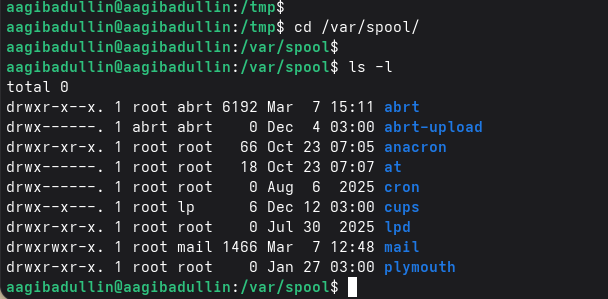 aagibadullin@aagibadullin:/tmp$
aagibadullin@aagibadullin:/tmp$ cd /var/spool/
aagibadullin@aagibadullin:/var/spool$
aagibadullin@aagibadullin:/var/spool$ ls -l
total 0
drwxr-x--x. 1 root abrt 6192 Mar  7 15:11 abrt
drwx------. 1 abrt abrt    0 Dec  4 03:00 abrt-upload
drwxr-xr-x. 1 root root   66 Oct 23 07:05 anacron
drwx------. 1 root root   18 Oct 23 07:07 at
drwx------. 1 root root    0 Aug  6  2025 cron
drwx--x---. 1 root lp      6 Dec 12 03:00 cups
drwxr-xr-x. 1 root root    0 Jul 30  2025 lpd
drwxrwxr-x. 1 root mail 1466 Mar  7 12:48 mail
drwxr-xr-x. 1 root root    0 Jan 27 03:00 plymouth
aagibadullin@aagibadullin:/var/spool$